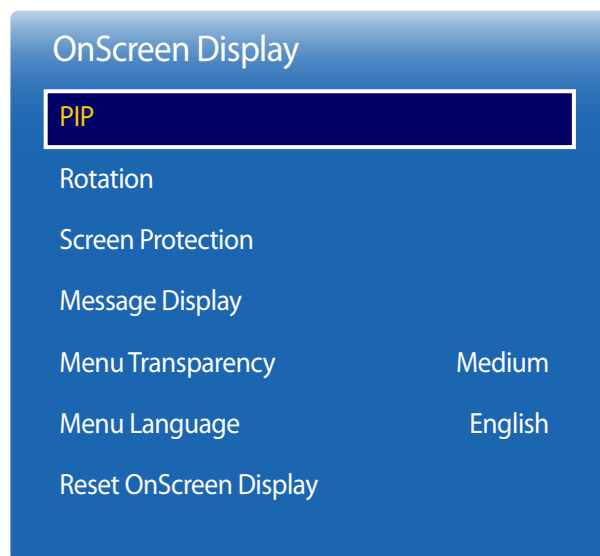 OnScreen Display
PIP
Rotation
Screen Protection
Message Display
Menu Transparency Medium
Menu Language English
Reset OnScreen Display